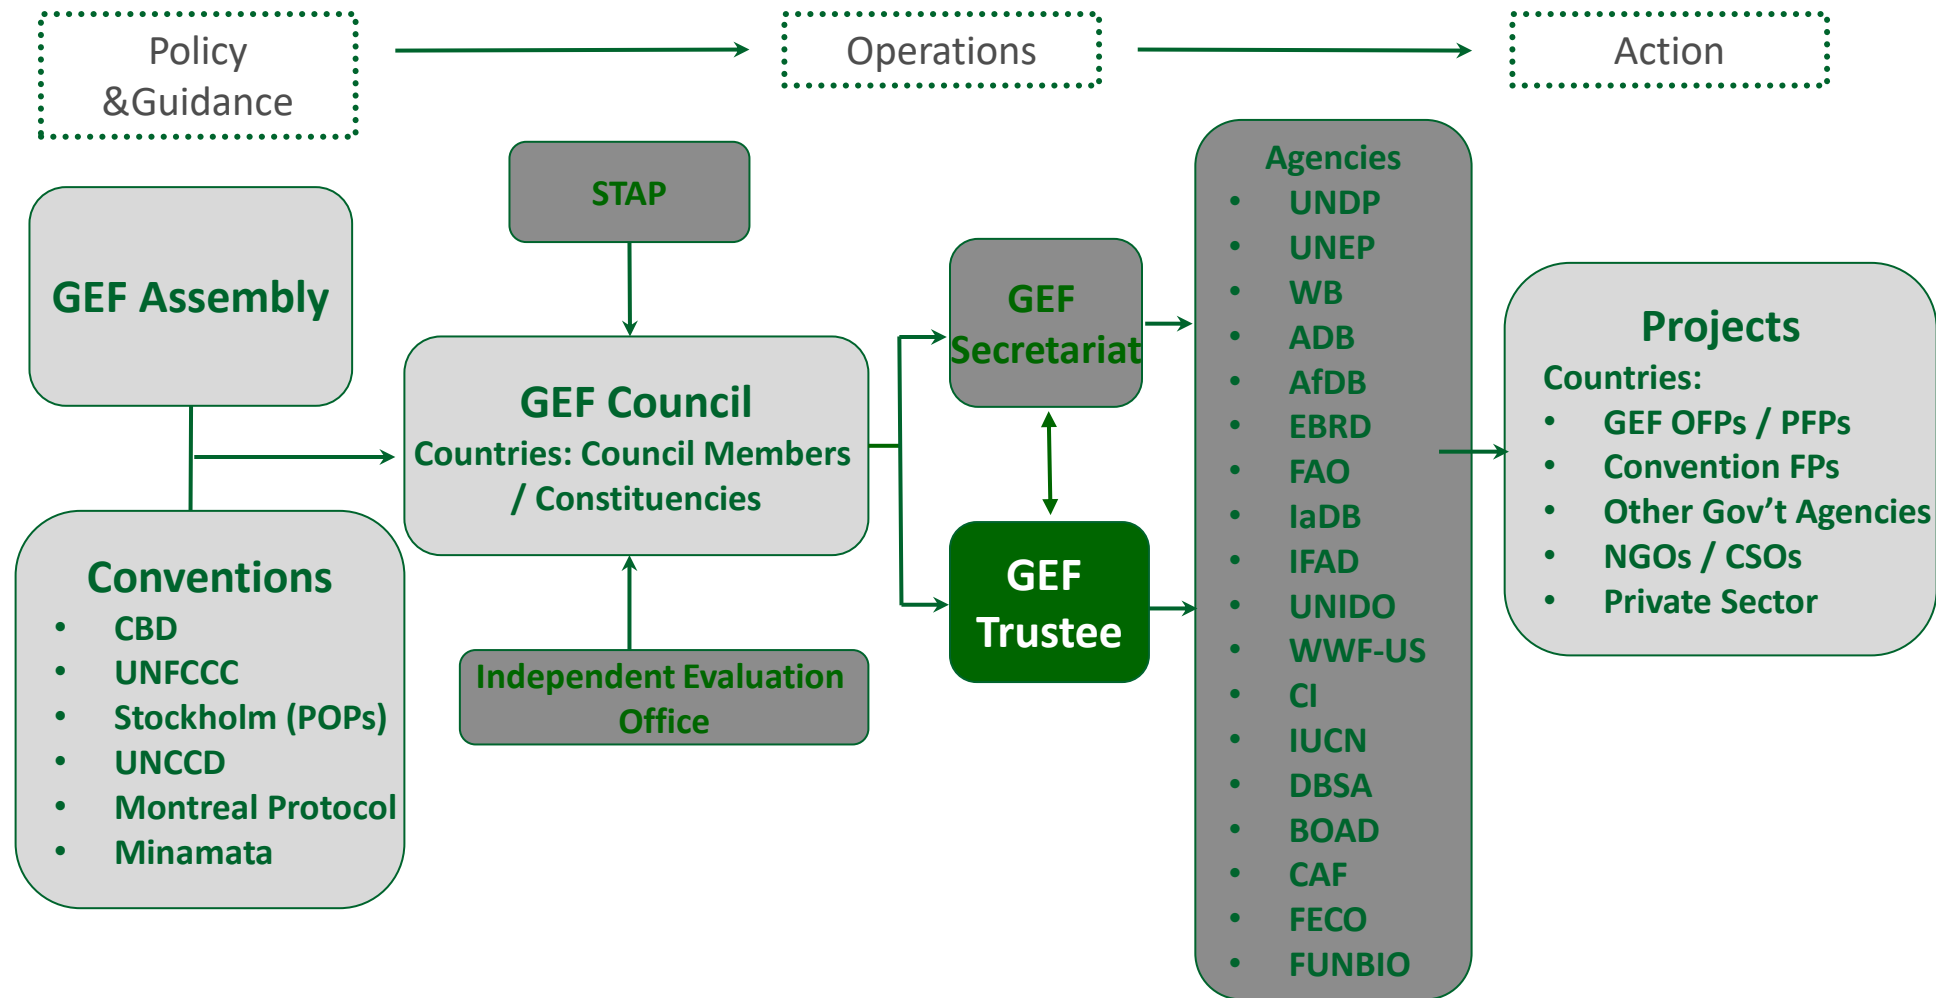 Policy
&Guidance
Operations
Action
GEF Assembly
Conventions
• CBD
• UNFCCC
• Stockholm (POPs)
• UNCCD
• Montreal Protocol
• Minamata
STAP
GEF Council
Countries: Council Members
/ Constituencies
Independent Evaluation
Office
GEF
Secretariat
GEF
Trustee
Agencies
• UNDP
• UNEP
• WB
• ADB
• AfDB
• EBRD
• FAO
• IaDB
• IFAD
• UNIDO
• WWF-US
• CI
• IUCN
• DBSA
• BOAD
• CAF
• FECO
• FUNBIO
Projects
Countries:
• GEF OFPs / PFPs
• Convention FPs
• Other Gov’t Agencies
• NGOs / CSOs
• Private Sector